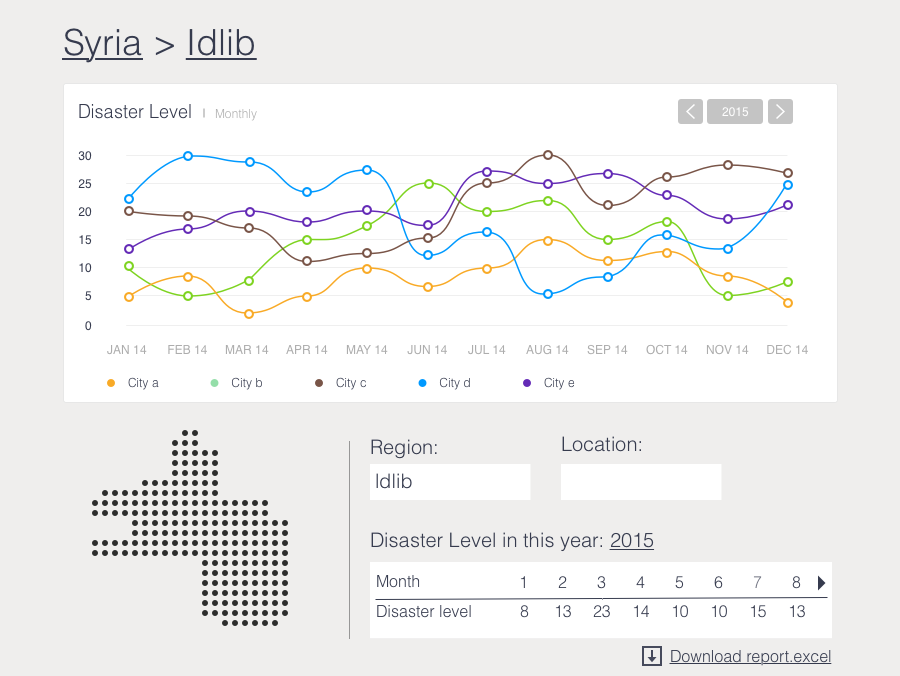 Syria > Idlib
Disaster Level | Monthly
< 2015 >
30
25
20
15
10
5
0
JAN 14 FEB 14 MAR 14 APR 14 MAY 14 JUN 14 JUL 14 AUG 14 SEP 14 OCT 14 NOV 14 DEC 14
City a City b City c City d City e
Region: Location:
Idlib
Disaster Level in this year: 2015
Month 1 2 3 4 5 6 7 8
Disaster level 8 13 23 14 10 10 15 13
Download report.excel